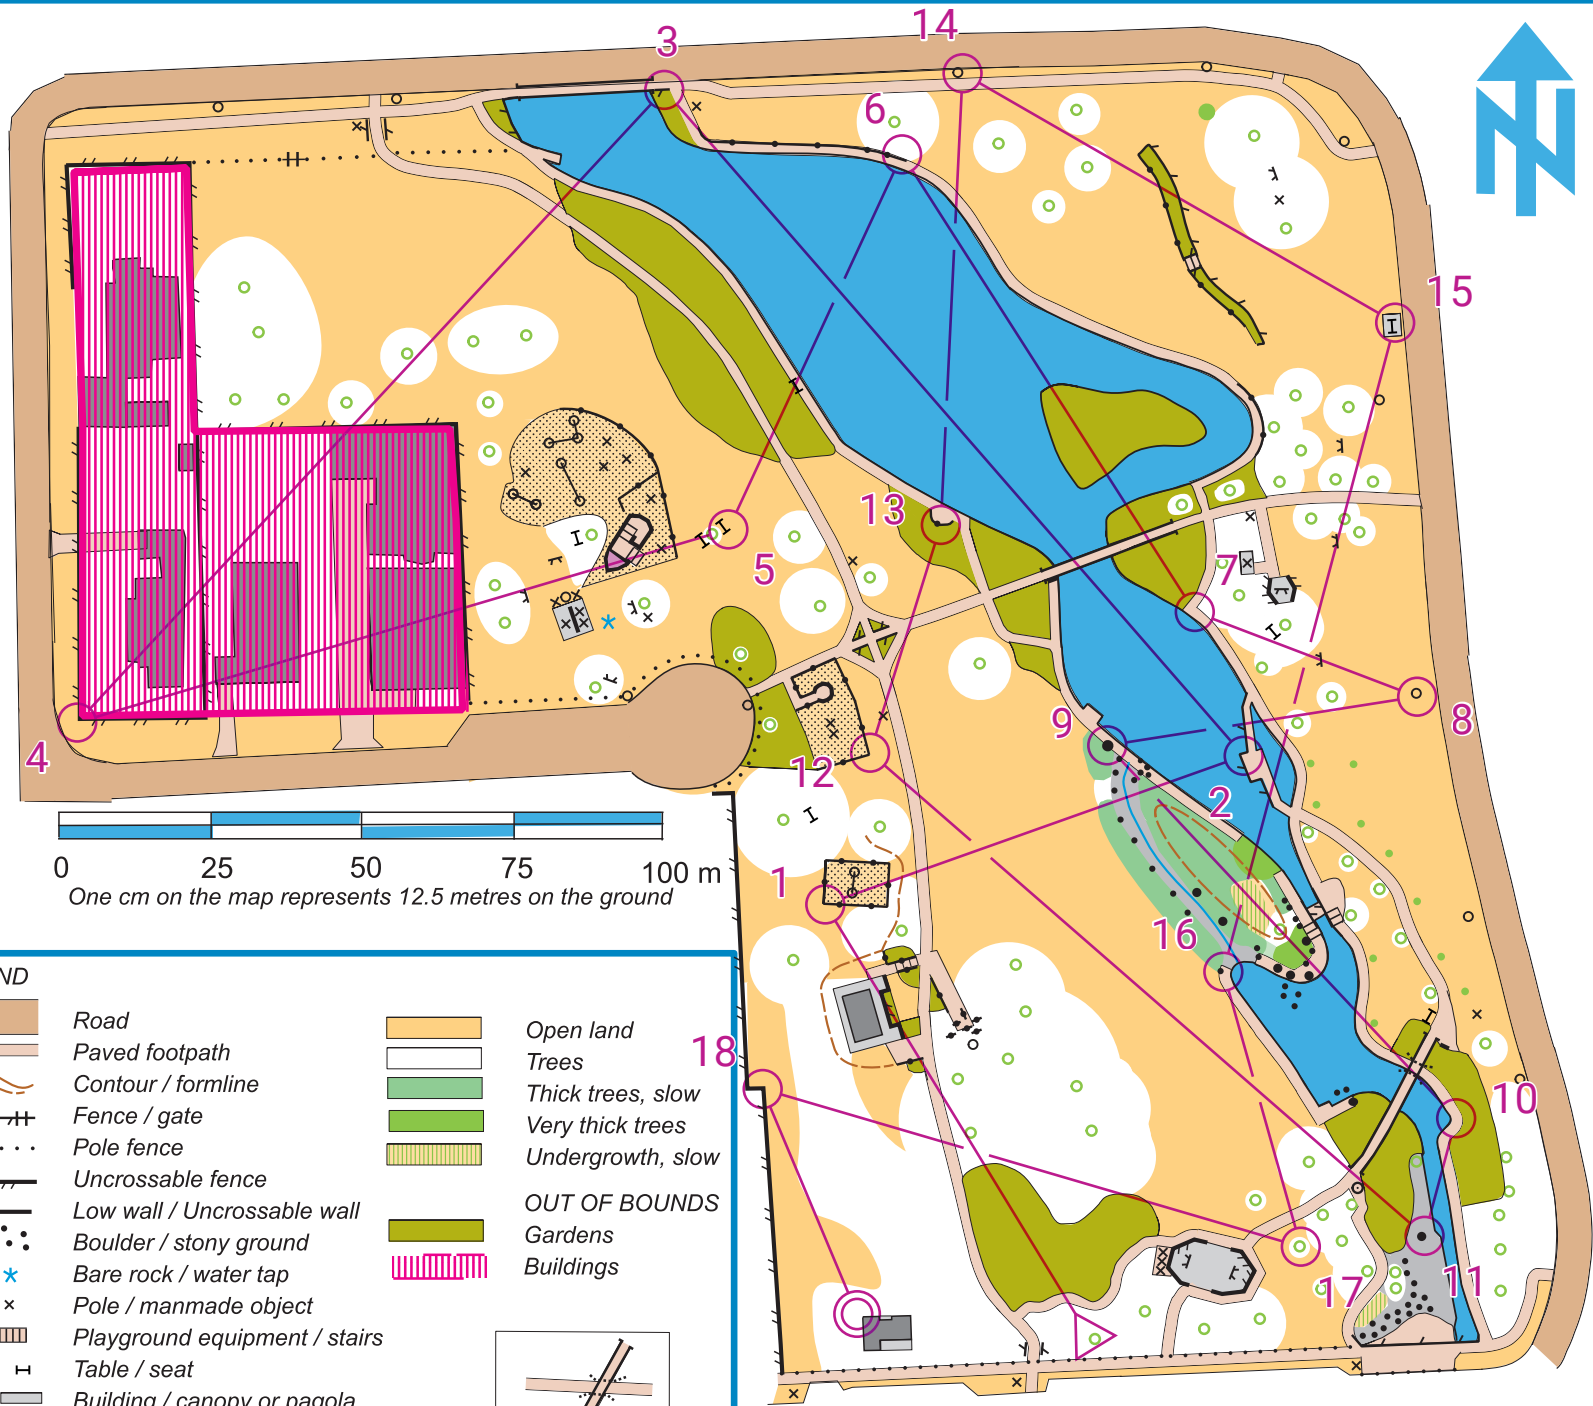 3
14
6
15
13
7
5
4
9
8
12
2
1
0 25 50 75 100 m
One cm on the map represents 12.5 metres on the ground
16
18
10
17
11
ND
Road
Paved footpath
Contour / formline
Fence / gate
Pole fence
Uncrossable fence
Low wall / Uncrossable wall
Boulder / stony ground
Bare rock / water tap
Pole / manmade object
Playground equipment / stairs
Table / seat
Building / canopy or pagola
Open land
Trees
Thick trees, slow
Very thick trees
Undergrowth, slow
OUT OF BOUNDS
Gardens
Buildings
N